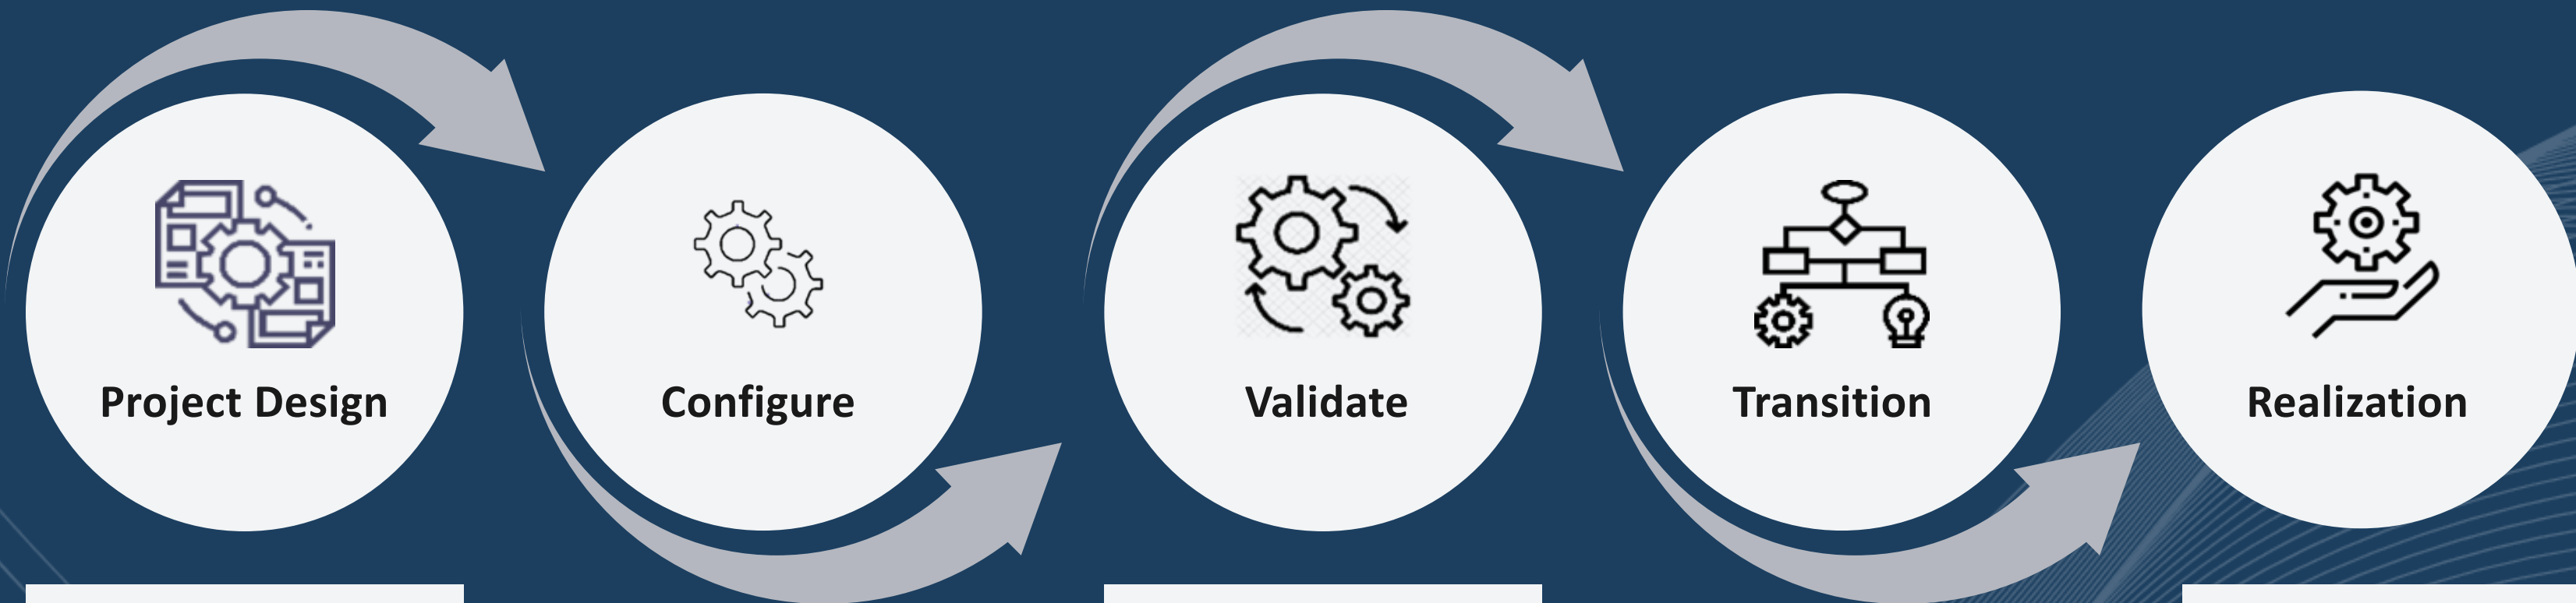 Project Design
Configure
Validate
Transition
Realization